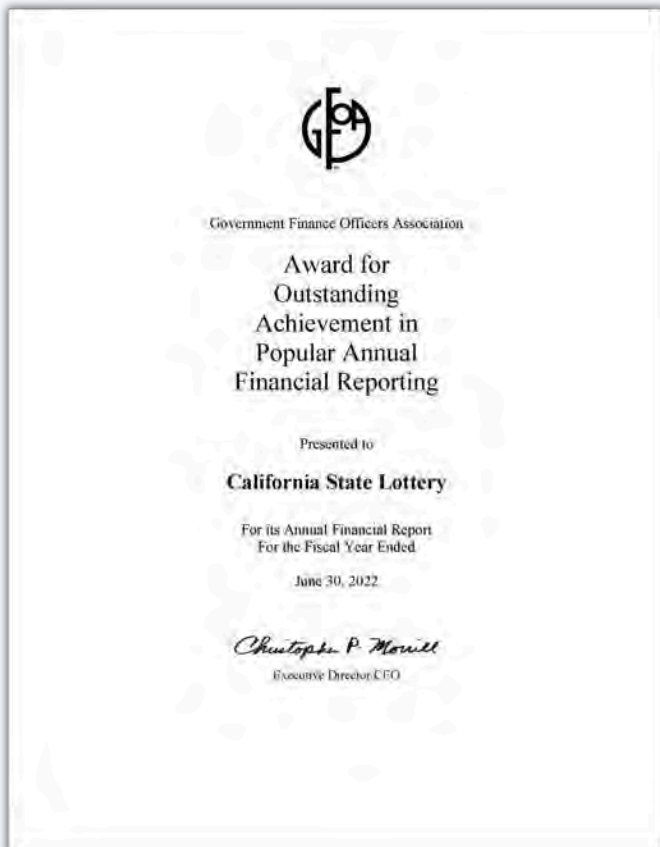 GFOA
Government Finance Officers Association
Award for
Outstanding
Achievement in
Popular Annual
Financial Reporting
Presented to
California State Lottery
For its Annual Financial Report
For the Fiscal Year Ended
June 30, 2022
Christopher P. Morrill
Executive Director/CEO